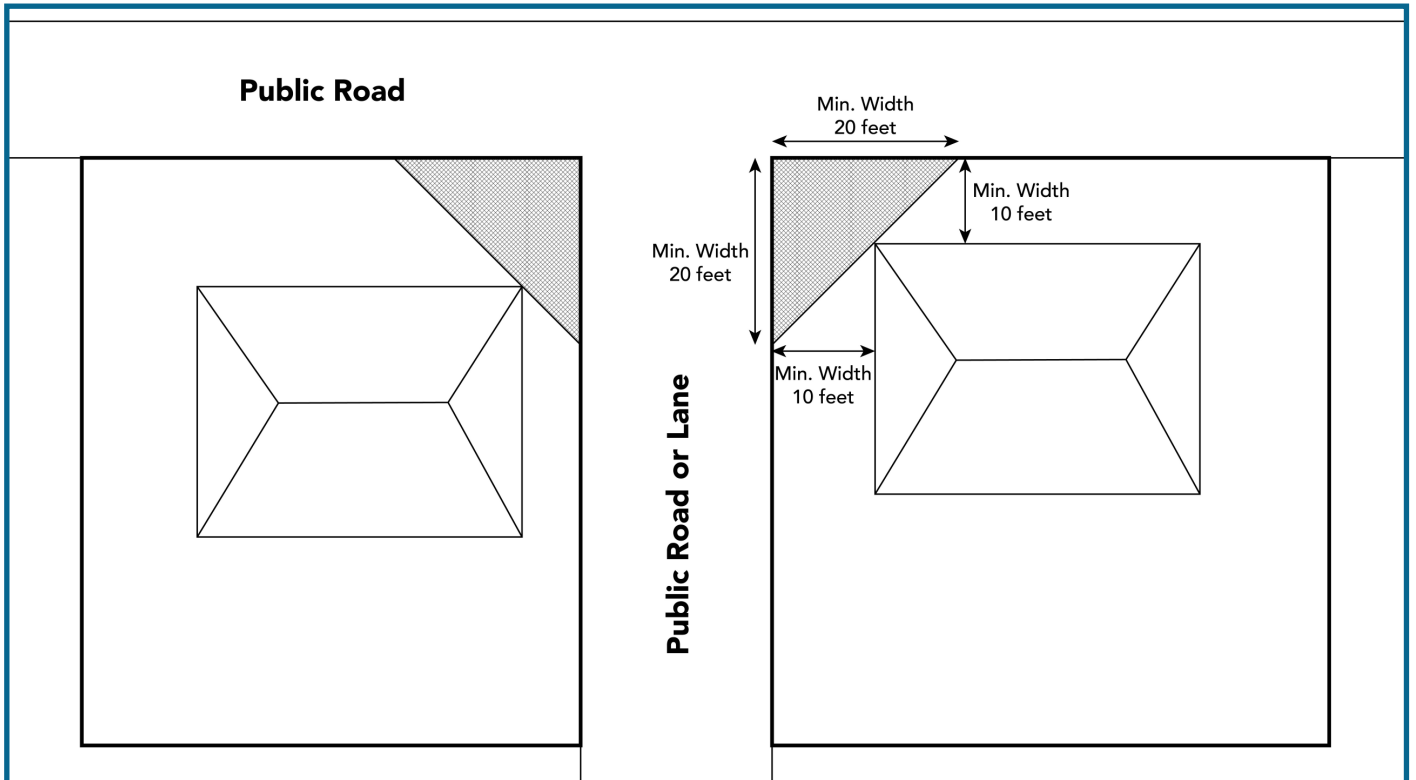 Public Road
Min. Width
20 feet
Min. Width
10 feet
Min. Width
20 feet
Min. Width
10 feet
Public Road or Lane